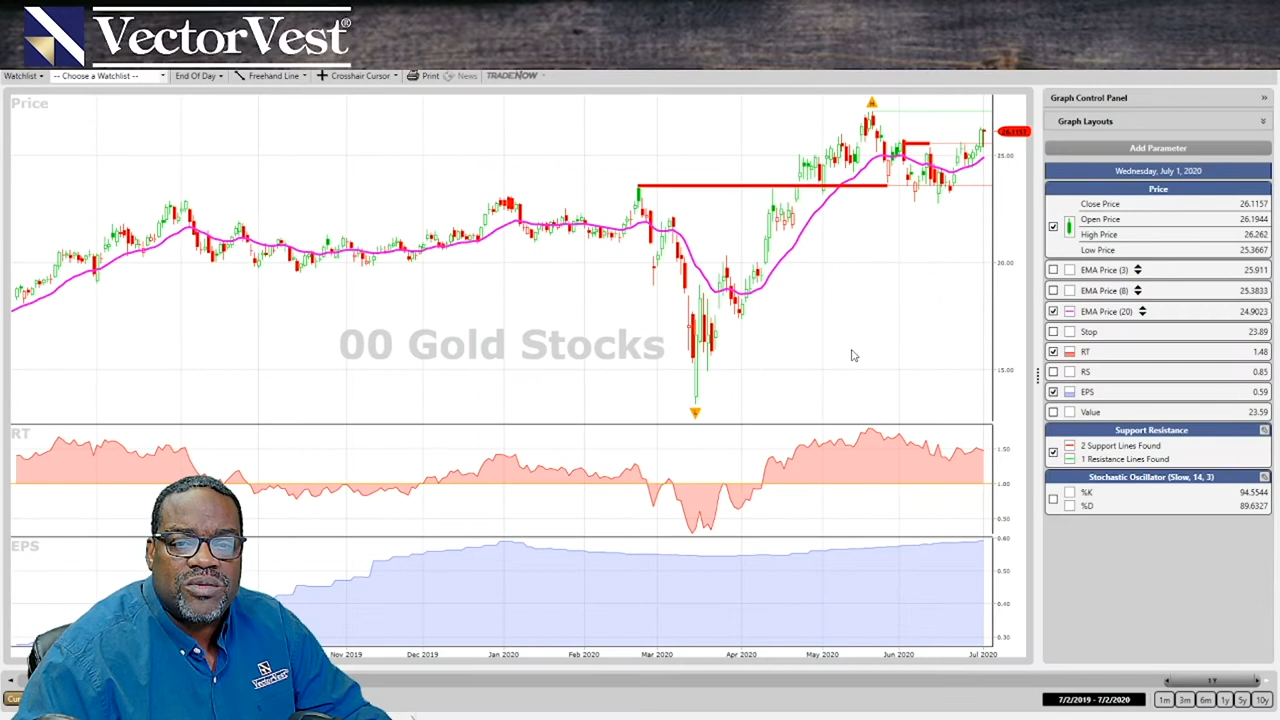 VectorVest®
Watchlist
-- Choose a Watchlist --
End Of Day
Freehand Line
Crosshair Cursor
Print
News
TRADENOW
Price
00 Gold Stocks
26.1157
25.00
20.00
15.00
RT
1.50
1.00
0.50
EPS
0.60
0.50
0.40
0.30
Nov 2019
Dec 2019
Jan 2020
Feb 2020
Mar 2020
Apr 2020
May 2020
Jun 2020
Jul 2020
Graph Control Panel
Graph Layouts
Add Parameter
Wednesday, July 1, 2020
Price
Close Price 26.1157
Open Price 26.1944
High Price 26.262
Low Price 25.3667
EMA Price (3) 25.911
EMA Price (8) 25.3833
EMA Price (20) 24.9023
Stop 23.89
RT 1.48
RS 0.85
EPS 0.59
Value 23.59
Support Resistance
2 Support Lines Found
1 Resistance Lines Found
Stochastic Oscillator (Slow, 14, 3)
%K 94.5544
%D 89.6327
1 Y
7/2/2019 - 7/2/2020
1m
3m
6m
1y
5y
10y
VectorVest